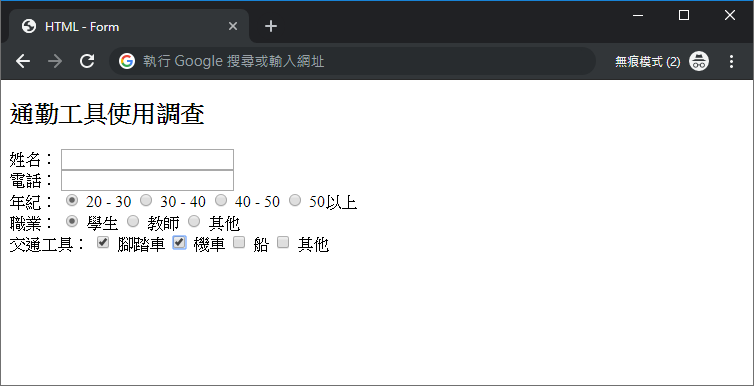 HTML - Form
執行 Google 搜尋或輸入網址
無痕模式 (2)
通勤工具使用調查
姓名：
電話：
年紀： 20 - 30 30 - 40 40 - 50 50以上
職業： 學生 教師 其他
交通工具： 腳踏車 機車 船 其他